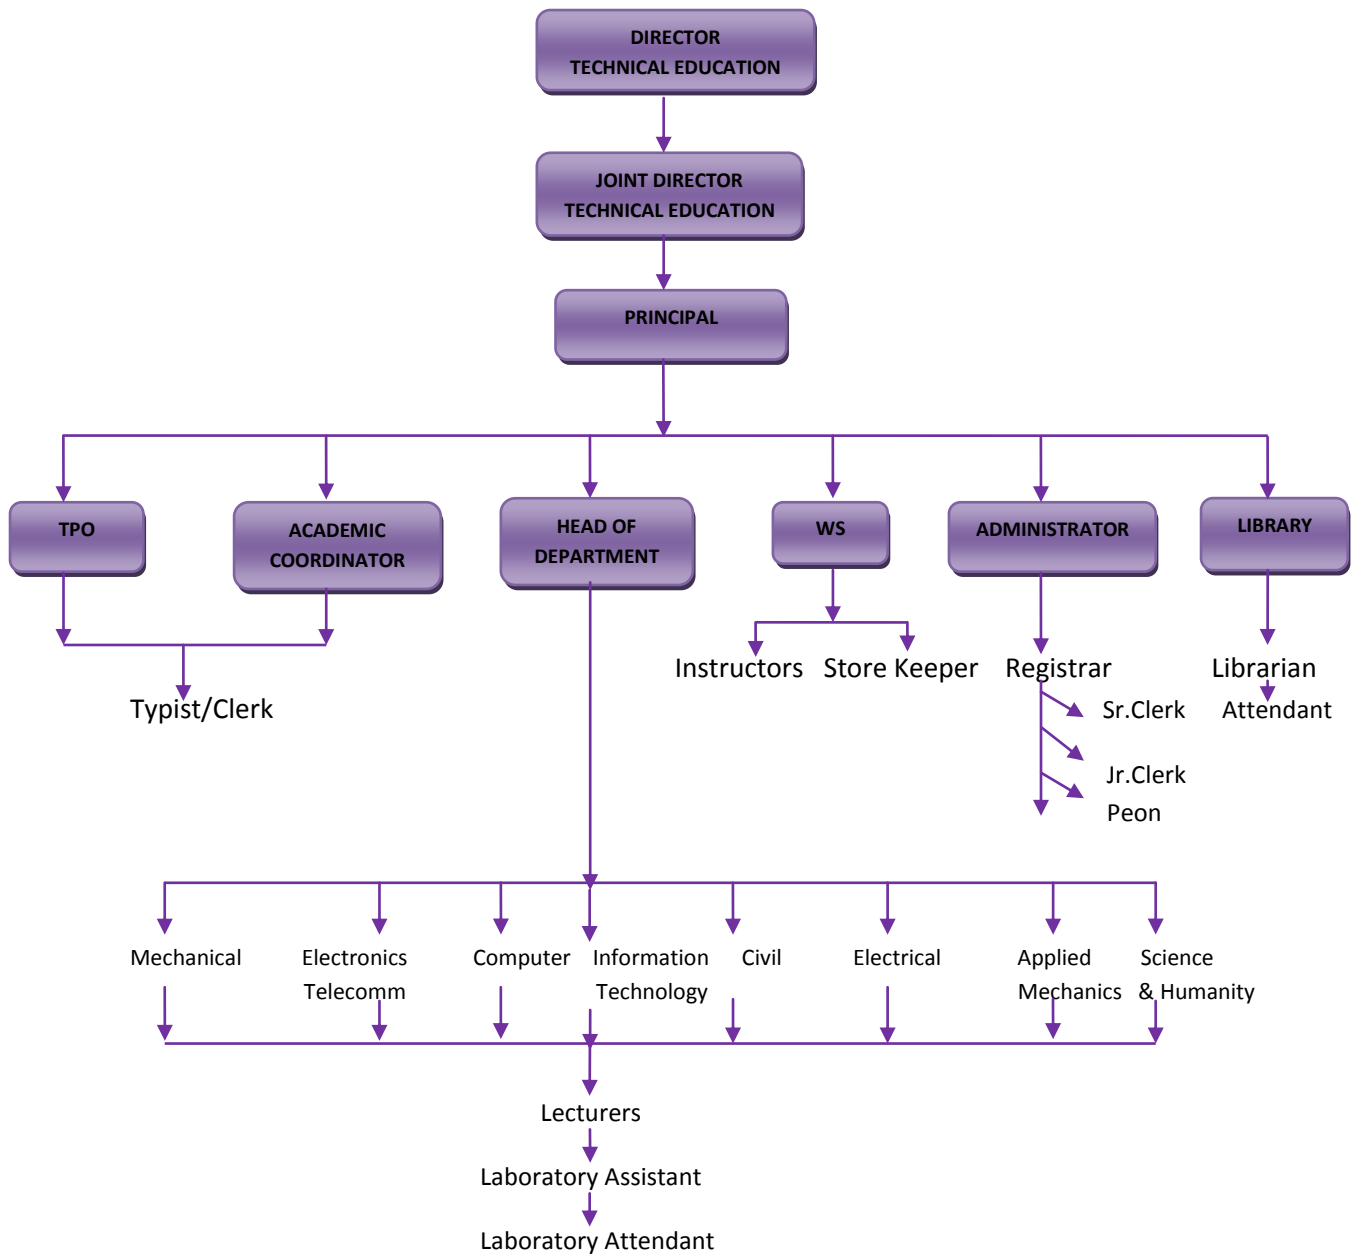 DIRECTOR
TECHNICAL EDUCATION
JOINT DIRECTOR
TECHNICAL EDUCATION
PRINCIPAL
TPO
ACADEMIC
COORDINATOR
HEAD OF
DEPARTMENT
WS
ADMINISTRATOR
LIBRARY
Typist/Clerk
Instructors
Store Keeper
Registrar
Sr.Clerk
Jr.Clerk
Peon
Librarian
Attendant
Mechanical
Electronics
Telecomm
Computer
Information
Technology
Civil
Electrical
Applied
Mechanics
Science
& Humanity
Lecturers
Laboratory Assistant
Laboratory Attendant